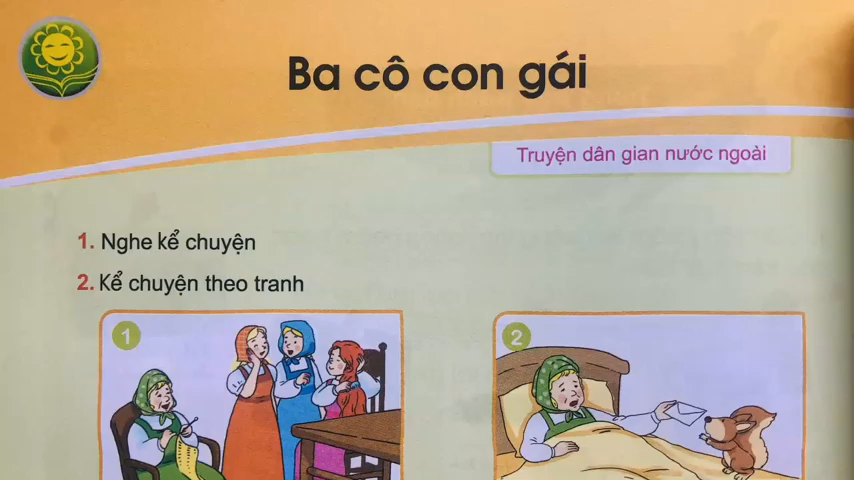 Ba cô con gái
Truyện dân gian nước ngoài
1. Nghe kể chuyện
2. Kể chuyện theo tranh
1
2